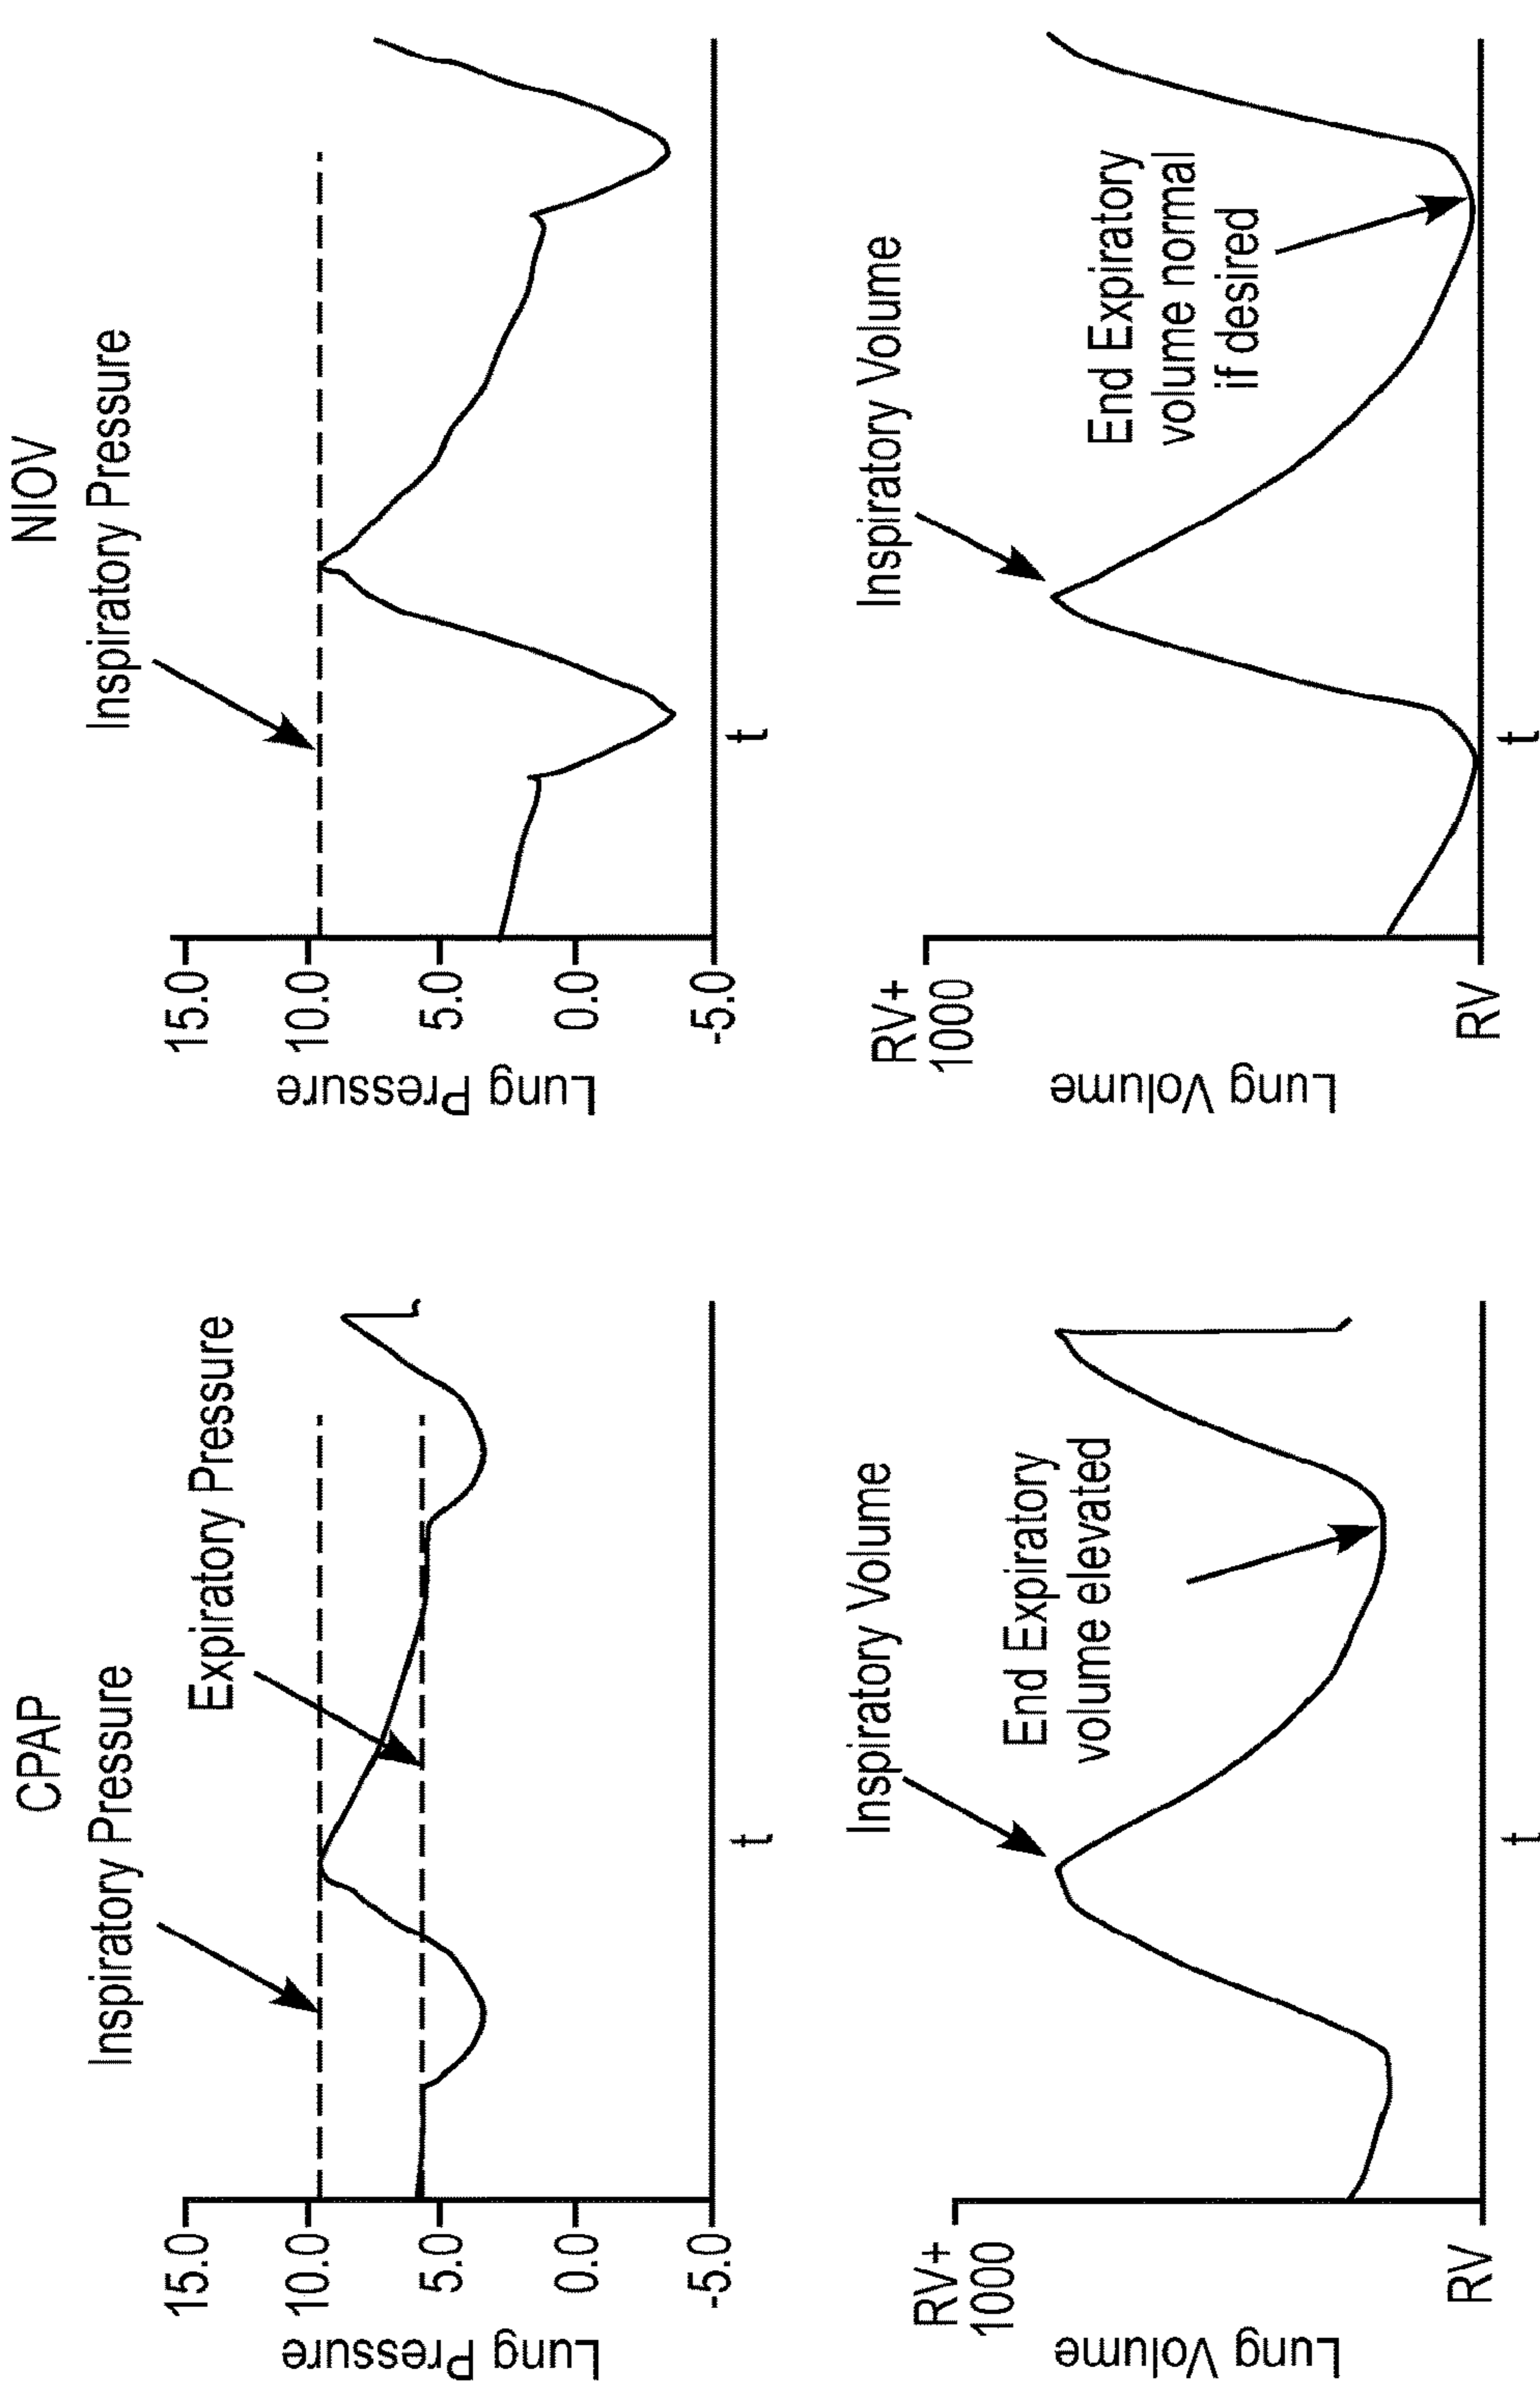 CPAP
Inspiratory Pressure
Expiratory Pressure
15.0
10.0
5.0
0.0
-5.0
Lung Pressure
t
Inspiratory Volume
End Expiratory
volume elevated
RV+
1000
RV
Lung Volume
t
NIOV
Inspiratory Pressure
15.0
10.0
5.0
0.0
-5.0
Lung Pressure
t
Inspiratory Volume
End Expiratory
volume normal
if desired
RV+
1000
RV
Lung Volume
t